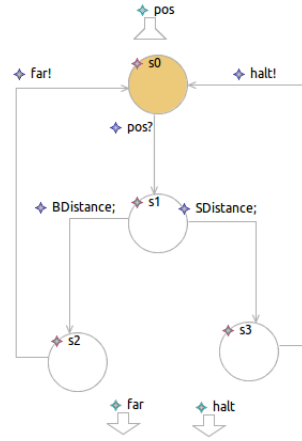 pos
s0
far!
halt!
pos?
s1
BDistance;
SDistance;
s2
s3
far
halt